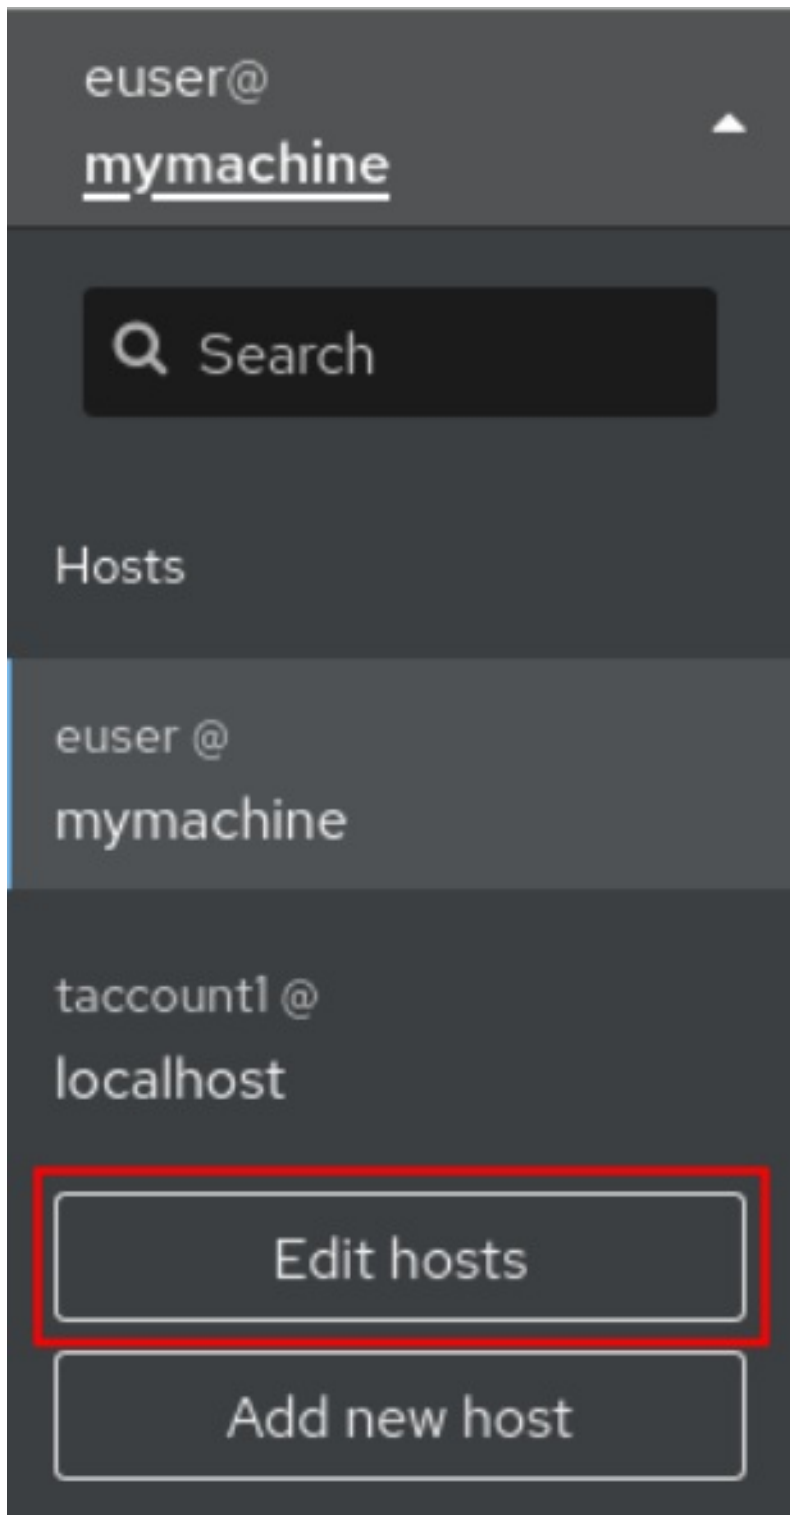 euser@
mymachine
Search
Hosts
euser @
mymachine
taccount1 @
localhost
Edit hosts
Add new host